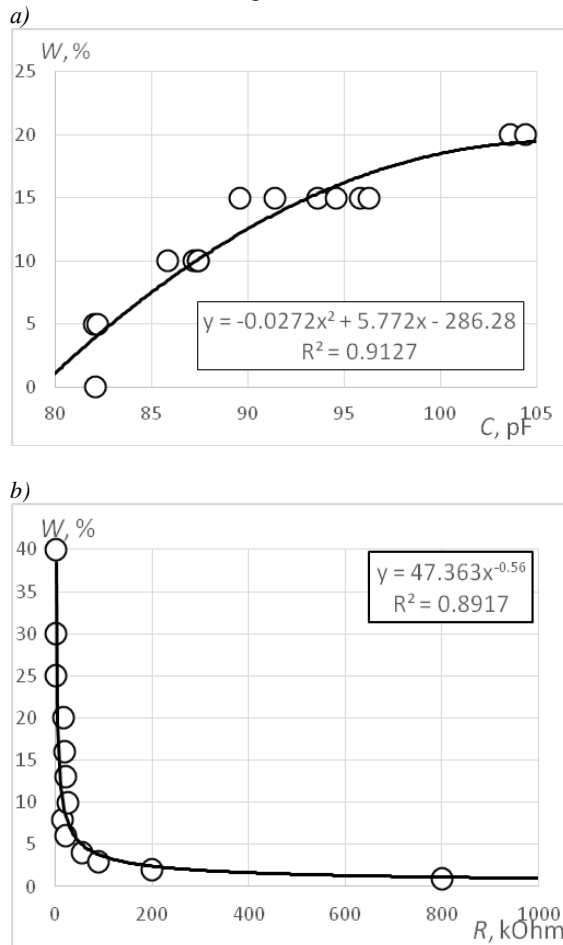 a)
W, %
25
20
15
10
5
0
80 85 90 95 100 105
C, pF
y = -0.0272x² + 5.772x - 286.28
R² = 0.9127
b)
W, %
40
35
30
25
20
15
10
5
0
0 200 400 600 800 1000
R, kOhm
y = 47.363x⁻⁰·⁵⁶
R² = 0.8917